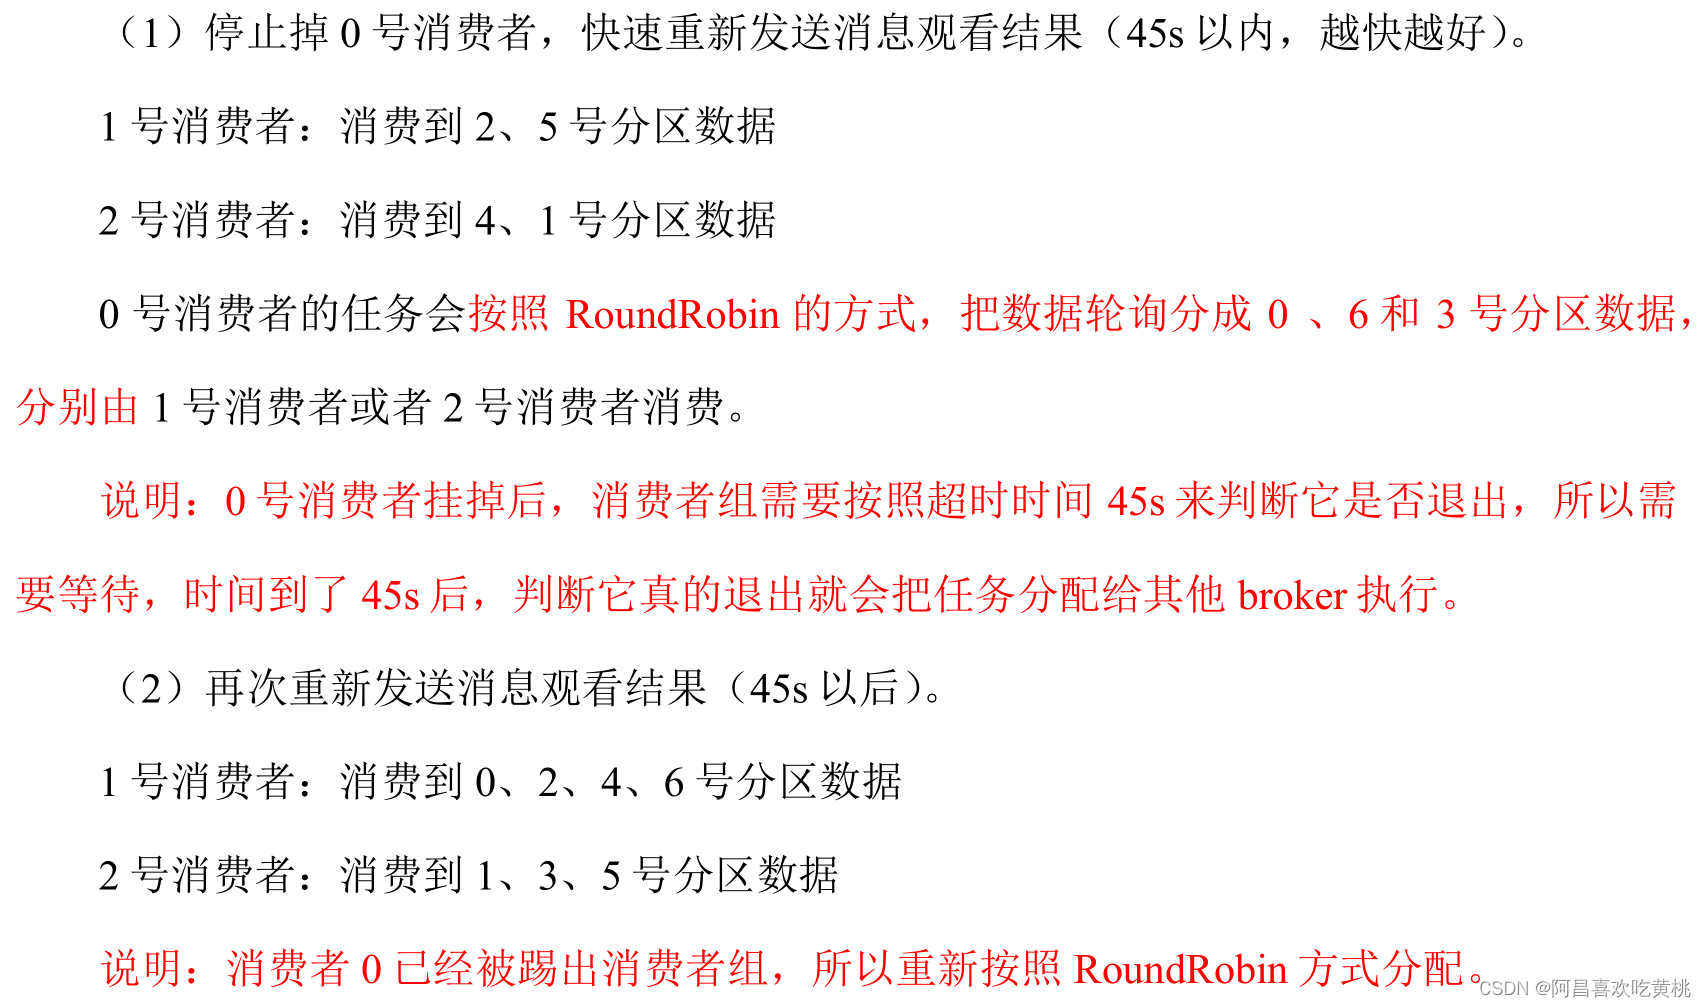 （1）停止掉 0 号消费者，快速重新发送消息观看结果（45s 以内，越快越好）。
1 号消费者：消费到 2、5 号分区数据
2 号消费者：消费到 4、1 号分区数据
0 号消费者的任务会按照 RoundRobin 的方式，把数据轮询分成 0 、6 和 3 号分区数据，
分别由 1 号消费者或者 2 号消费者消费。
说明：0 号消费者挂掉后，消费者组需要按照超时时间 45s 来判断它是否退出，所以需
要等待，时间到了 45s 后，判断它真的退出就会把任务分配给其他 broker 执行。
（2）再次重新发送消息观看结果（45s 以后）。
1 号消费者：消费到 0、2、4、6 号分区数据
2 号消费者：消费到 1、3、5 号分区数据
说明：消费者 0 已经被踢出消费者组，所以重新按照 RoundRobin 方式分配。
CSDN @阿昌喜欢吃黄桃